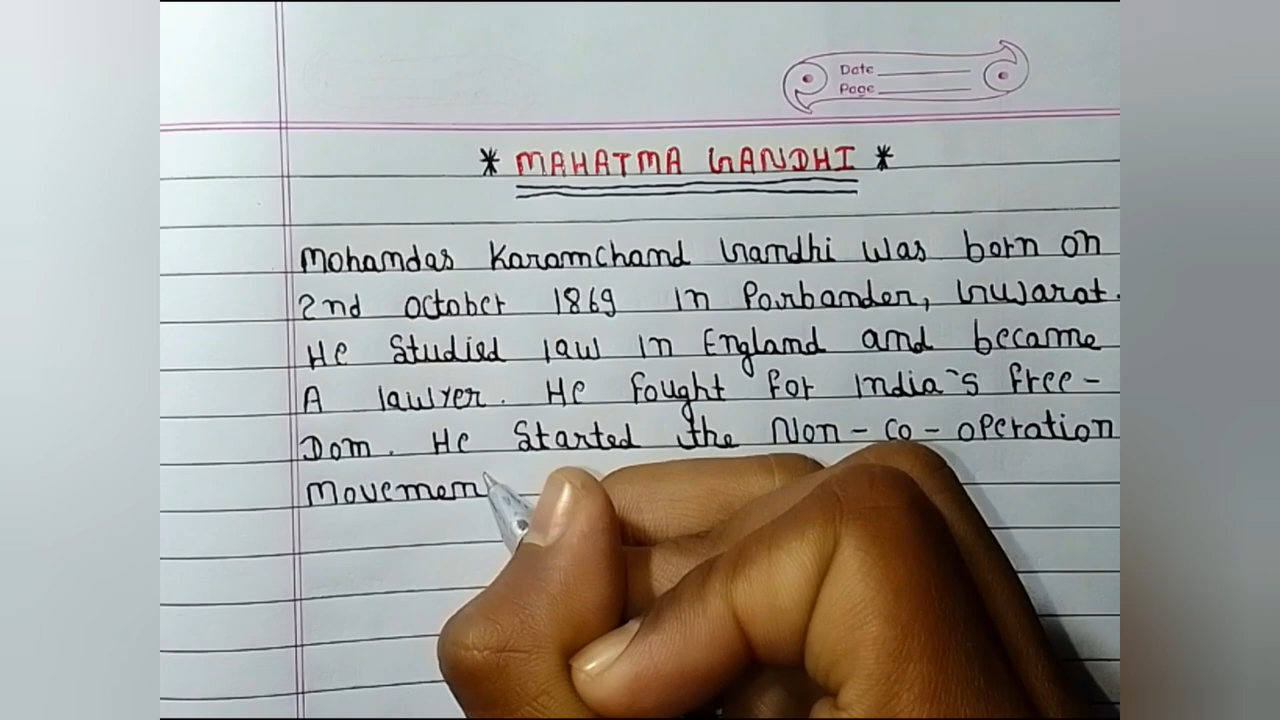 Date
Page
* MAHATMA GANDHI *
Mohamdas Karamchand Gandhi was born on
2nd october 1869 in Porbander, Gujarat.
He studied law in England and became
A lawyer. He fought for India's free-
Dom. He started the Non-co-operation
Movemen